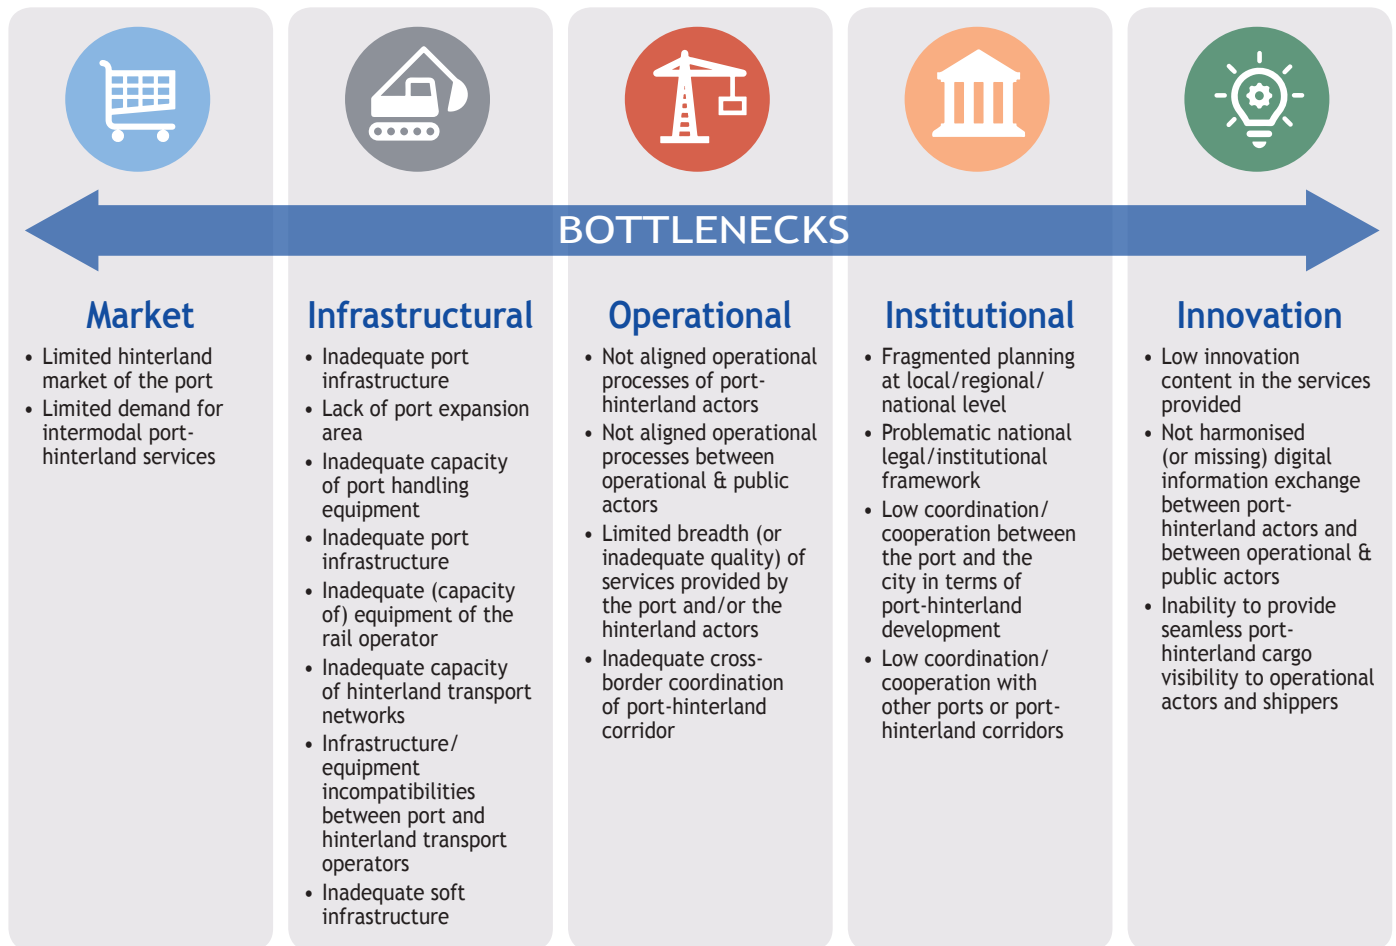 BOTTLENECKS
Market
• Limited hinterland
market of the port
• Limited demand for
intermodal port-
hinterland services
Infrastructural
• Inadequate port
infrastructure
• Lack of port expansion
area
• Inadequate capacity
of port handling
equipment
• Inadequate port
infrastructure
• Inadequate (capacity
of) equipment of the
rail operator
• Inadequate capacity
of hinterland transport
networks
• Infrastructure/
equipment
incompatibilities
between port and
hinterland transport
operators
• Inadequate soft
infrastructure
Operational
• Not aligned operational
processes of port-
hinterland actors
• Not aligned operational
processes between
operational & public
actors
• Limited breadth (or
inadequate quality) of
services provided by
the port and/or the
hinterland actors
• Inadequate cross-
border coordination
of port-hinterland
corridor
Institutional
• Fragmented planning
at local/regional/
national level
• Problematic national
legal/institutional
framework
• Low coordination/
cooperation between
the port and the
city in terms of
port-hinterland
development
• Low coordination/
cooperation with
other ports or port-
hinterland corridors
Innovation
• Low innovation
content in the services
provided
• Not harmonised
(or missing) digital
information exchange
between port-
hinterland actors and
between operational &
public actors
• Inability to provide
seamless port-
hinterland cargo
visibility to operational
actors and shippers